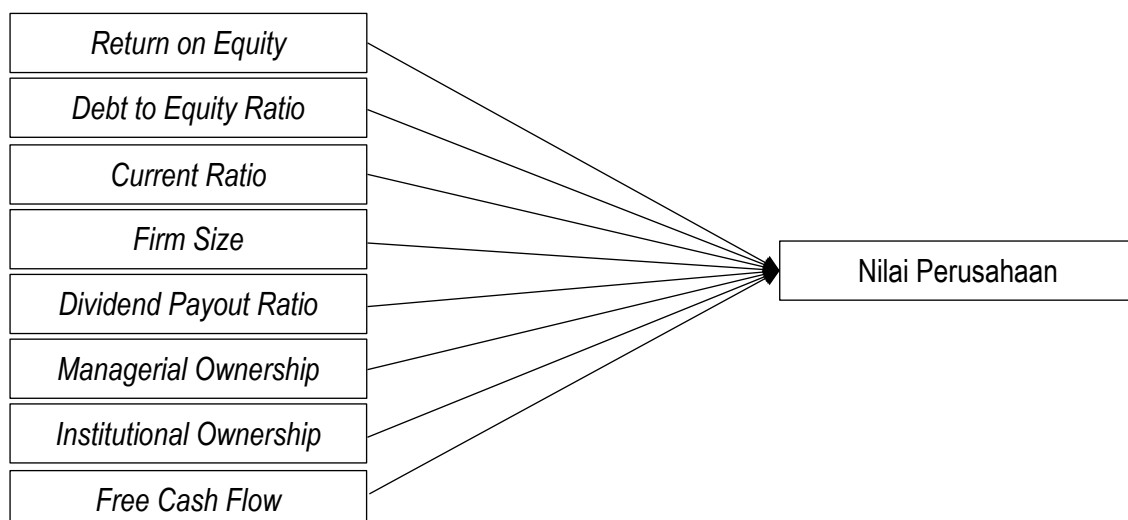 Return on Equity
Debt to Equity Ratio
Current Ratio
Firm Size
Dividend Payout Ratio
Managerial Ownership
Institutional Ownership
Free Cash Flow
Nilai Perusahaan